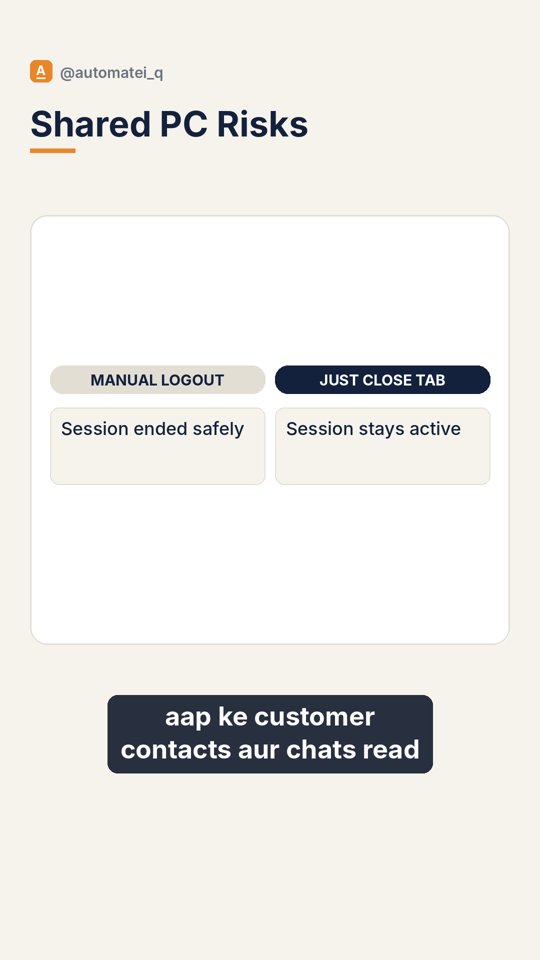 A
@automatei_q
Shared PC Risks
MANUAL LOGOUT
JUST CLOSE TAB
Session ended safely
Session stays active
aap ke customer
contacts aur chats read